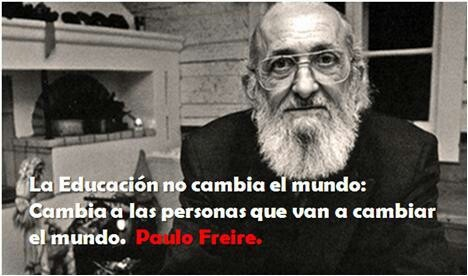 La Educación no cambia el mundo:
Cambia a las personas que van a cambiar
el mundo. Paulo Freire.